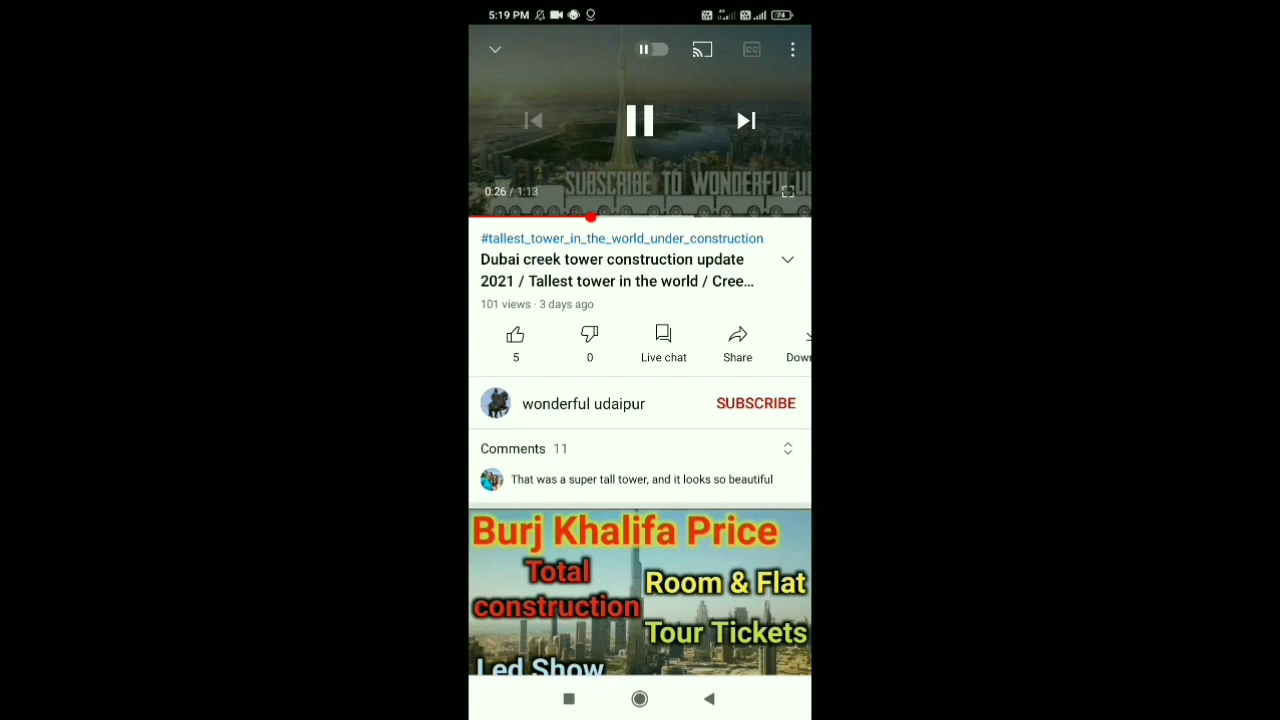 5:19 PM
74
CC
SUBSCRIBE TO WONDERFUL U
0:26 / 1:13
#tallest_tower_in_the_world_under_construction
Dubai creek tower construction update
2021 / Tallest tower in the world / Cree...
101 views · 3 days ago
5
0
Live chat
Share
Down
wonderful udaipur
SUBSCRIBE
Comments 11
That was a super tall tower, and it looks so beautiful
Burj Khalifa Price
Total
construction
Room & Flat
Tour Tickets
Led Show